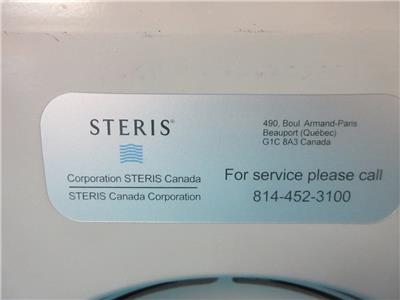 STERIS®
Corporation STERIS Canada
STERIS Canada Corporation
490, Boul. Armand-Paris
Beauport (Québec)
G1C 8A3 Canada
For service please call
814-452-3100